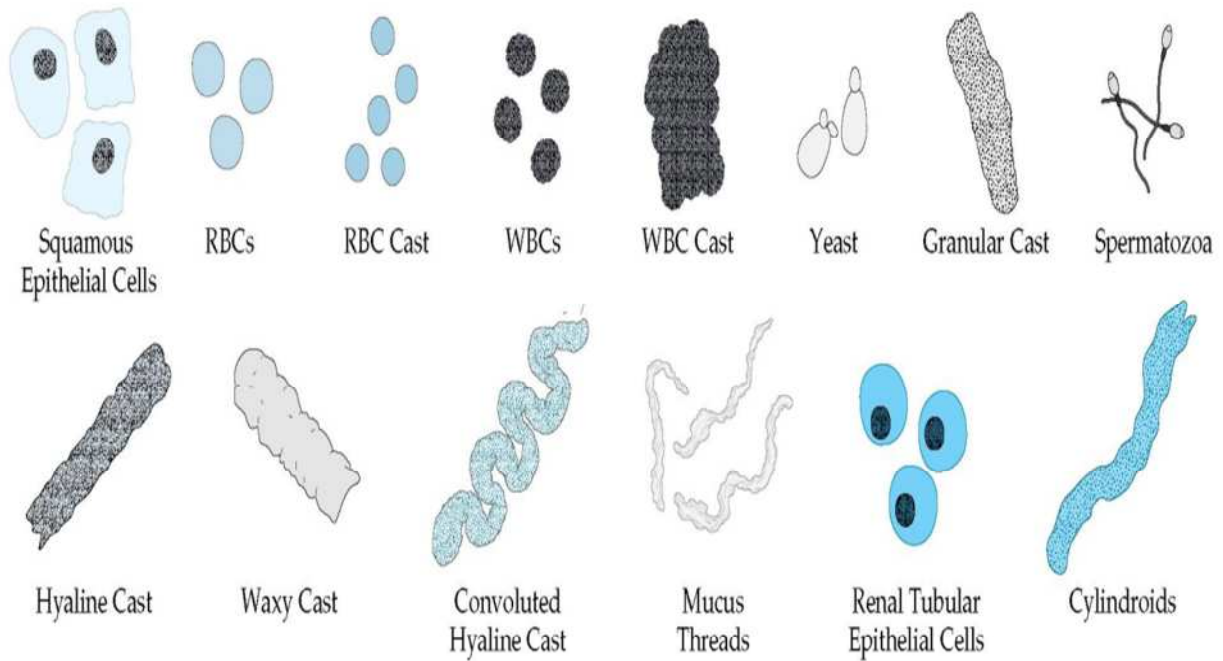 Squamous
Epithelial Cells
RBCs
RBC Cast
WBCs
WBC Cast
Yeast
Granular Cast
Spermatozoa
Hyaline Cast
Waxy Cast
Convoluted
Hyaline Cast
Mucus
Threads
Renal Tubular
Epithelial Cells
Cylindroids